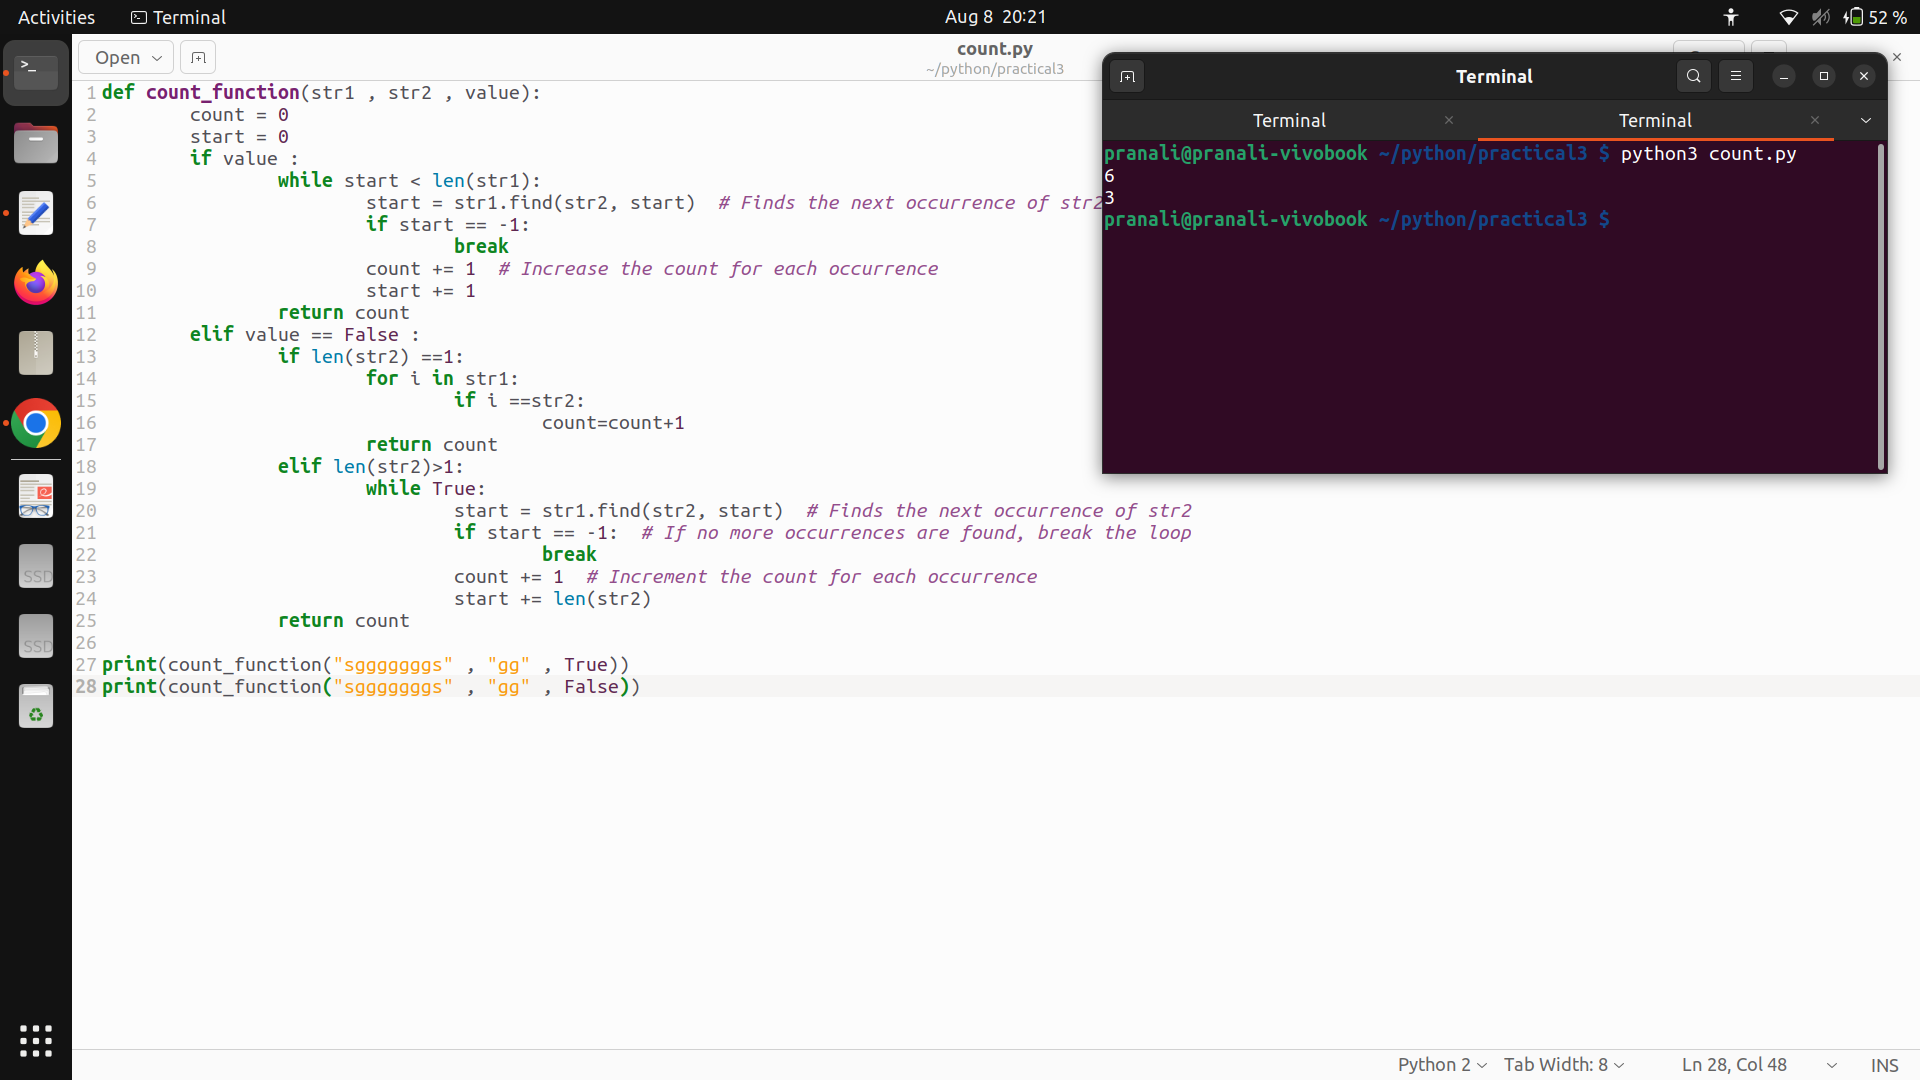 Activities
Terminal
Aug 8 20:21
52 %
Open
count.py
~/python/practical3
1 def count_function(str1 , str2 , value):
2 count = 0
3 start = 0
4 if value :
5 while start < len(str1):
6 start = str1.find(str2, start) # Finds the next occurrence of str2
7 if start == -1:
8 break
9 count += 1 # Increase the count for each occurrence
10 start += 1
11 return count
12 elif value == False :
13 if len(str2) ==1:
14 for i in str1:
15 if i ==str2:
16 count=count+1
17 return count
18 elif len(str2)>1:
19 while True:
20 start = str1.find(str2, start) # Finds the next occurrence of str2
21 if start == -1: # If no more occurrences are found, break the loop
22 break
23 count += 1 # Increment the count for each occurrence
24 start += len(str2)
25 return count
26
27 print(count_function("sgggggggs" , "gg" , True))
28 print(count_function("sgggggggs" , "gg" , False))
Terminal
Terminal
Terminal
pranali@pranali-vivobook ~/python/practical3 $ python3 count.py
6
3
pranali@pranali-vivobook ~/python/practical3 $
SSD
SSD
Python 2
Tab Width: 8
Ln 28, Col 48
INS